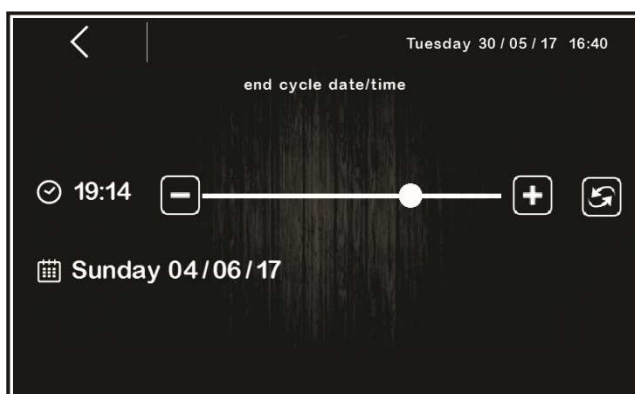 Tuesday 30 / 05 / 17 16:40
end cycle date/time
19:14
Sunday 04 / 06 / 17